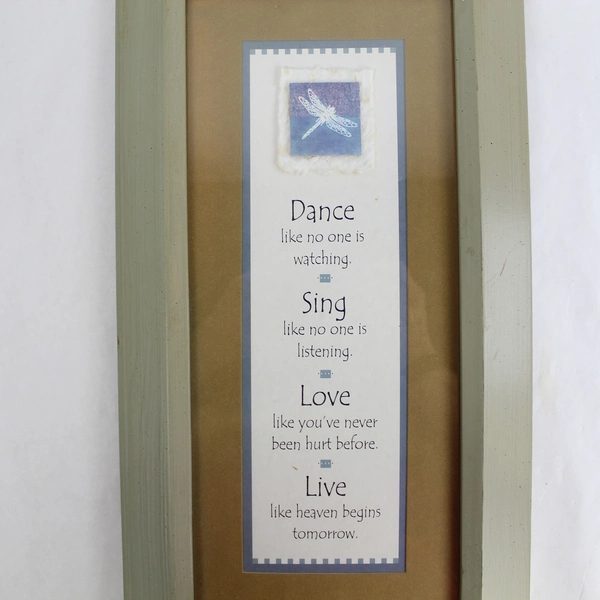 Dance
like no one is
watching.
Sing
like no one is
listening.
Love
like you've never
been hurt before.
Live
like heaven begins
tomorrow.